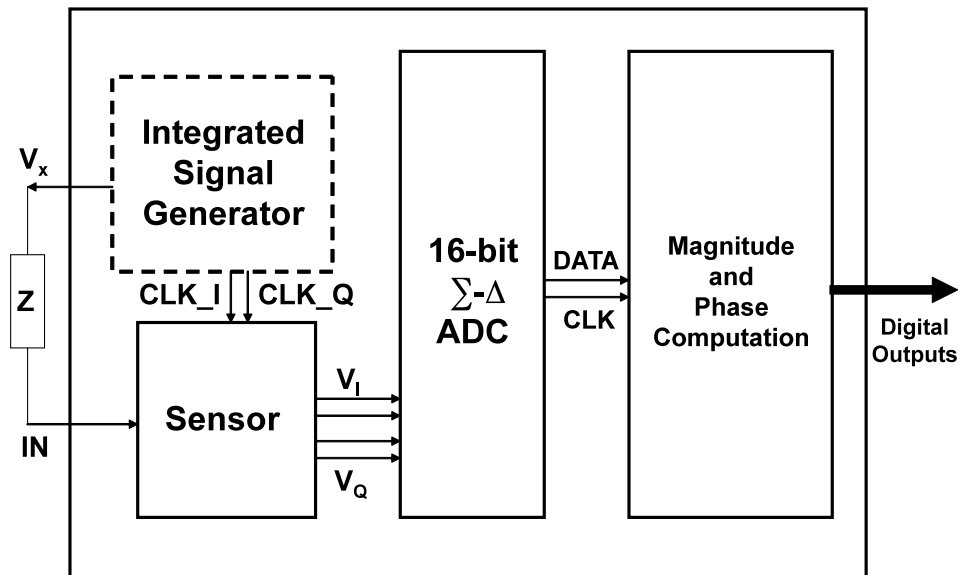 Integrated
Signal
Generator
Vx
Z
IN
CLK_I
CLK_Q
Sensor
VI
VQ
16-bit
∑-Δ
ADC
DATA
CLK
Magnitude
and
Phase
Computation
Digital
Outputs